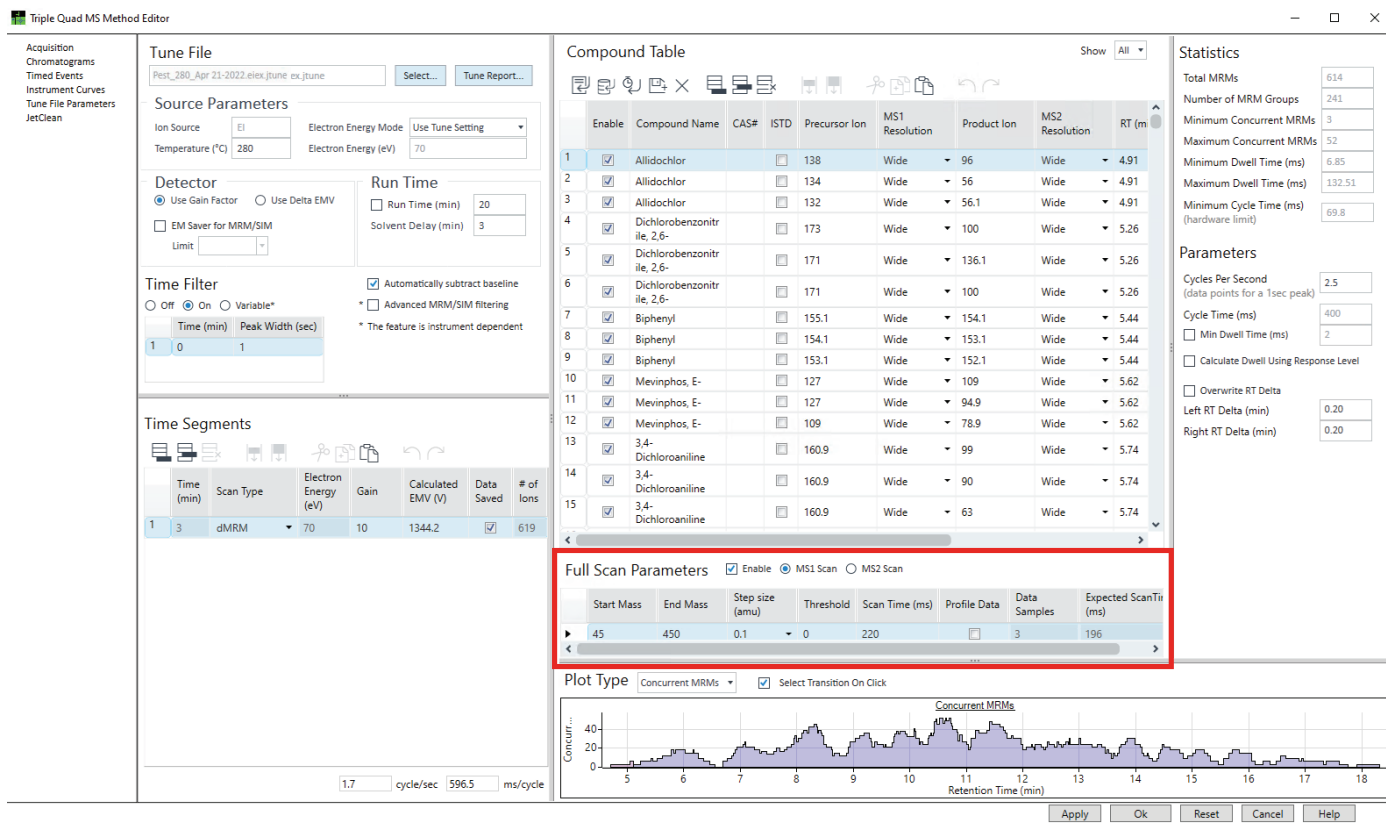 Triple Quad MS Method Editor
Acquisition
Chromatograms
Timed Events
Instrument Curves
Tune File Parameters
JetClean
Tune File
Pest_280_Apr 21-2022.eiex.jtune ex.jtune Select... Tune Report...
Source Parameters
Ion Source EI Electron Energy Mode Use Tune Setting
Temperature (°C) 280 Electron Energy (eV) 70
Detector
Use Gain Factor Use Delta EMV
EM Saver for MRM/SIM
Limit
Run Time
Run Time (min) 20
Solvent Delay (min) 3
Time Filter
Off On Variable*
Time (min) Peak Width (sec)
1 0 1
Automatically subtract baseline
* Advanced MRM/SIM filtering
* The feature is instrument dependent
Time Segments
Time (min) Scan Type Electron Energy (eV) Gain Calculated EMV (V) Data Saved # of Ions
1 3 dMRM 70 10 1344.2 619
1.7 cycle/sec 596.5 ms/cycle
Compound Table Show All
Enable Compound Name CAS# ISTD Precursor Ion MS1 Resolution Product Ion MS2 Resolution RT (m
1 Allidochlor 138 Wide 96 Wide 4.91
2 Allidochlor 134 Wide 56 Wide 4.91
3 Allidochlor 132 Wide 56.1 Wide 4.91
4 Dichlorobenzonitr
ile, 2,6- 173 Wide 100 Wide 5.26
5 Dichlorobenzonitr
ile, 2,6- 171 Wide 136.1 Wide 5.26
6 Dichlorobenzonitr
ile, 2,6- 171 Wide 100 Wide 5.26
7 Biphenyl 155.1 Wide 154.1 Wide 5.44
8 Biphenyl 154.1 Wide 153.1 Wide 5.44
9 Biphenyl 153.1 Wide 152.1 Wide 5.44
10 Mevinphos, E- 127 Wide 109 Wide 5.62
11 Mevinphos, E- 127 Wide 94.9 Wide 5.62
12 Mevinphos, E- 109 Wide 78.9 Wide 5.62
13 3,4-
Dichloroaniline 160.9 Wide 99 Wide 5.74
14 3,4-
Dichloroaniline 160.9 Wide 90 Wide 5.74
15 3,4-
Dichloroaniline 160.9 Wide 63 Wide 5.74
Full Scan Parameters Enable MS1 Scan MS2 Scan
Start Mass End Mass Step size (amu) Threshold Scan Time (ms) Profile Data Data Samples Expected ScanTir (ms)
45 450 0.1 0 220 3 196
Plot Type Concurrent MRMs Select Transition On Click
Concurrent MRMs
Concurr...
40
20
0
5 6 7 8 9 10 11 12 13 14 15 16 17 18
Retention Time (min)
Statistics
Total MRMs 614
Number of MRM Groups 241
Minimum Concurrent MRMs 3
Maximum Concurrent MRMs 52
Minimum Dwell Time (ms) 6.85
Maximum Dwell Time (ms) 132.51
Minimum Cycle Time (ms) 69.8
(hardware limit)
Parameters
Cycles Per Second 2.5
(data points for a 1sec peak)
Cycle Time (ms) 400
Min Dwell Time (ms) 2
Calculate Dwell Using Response Level
Overwrite RT Delta
Left RT Delta (min) 0.20
Right RT Delta (min) 0.20
Apply Ok Reset Cancel Help